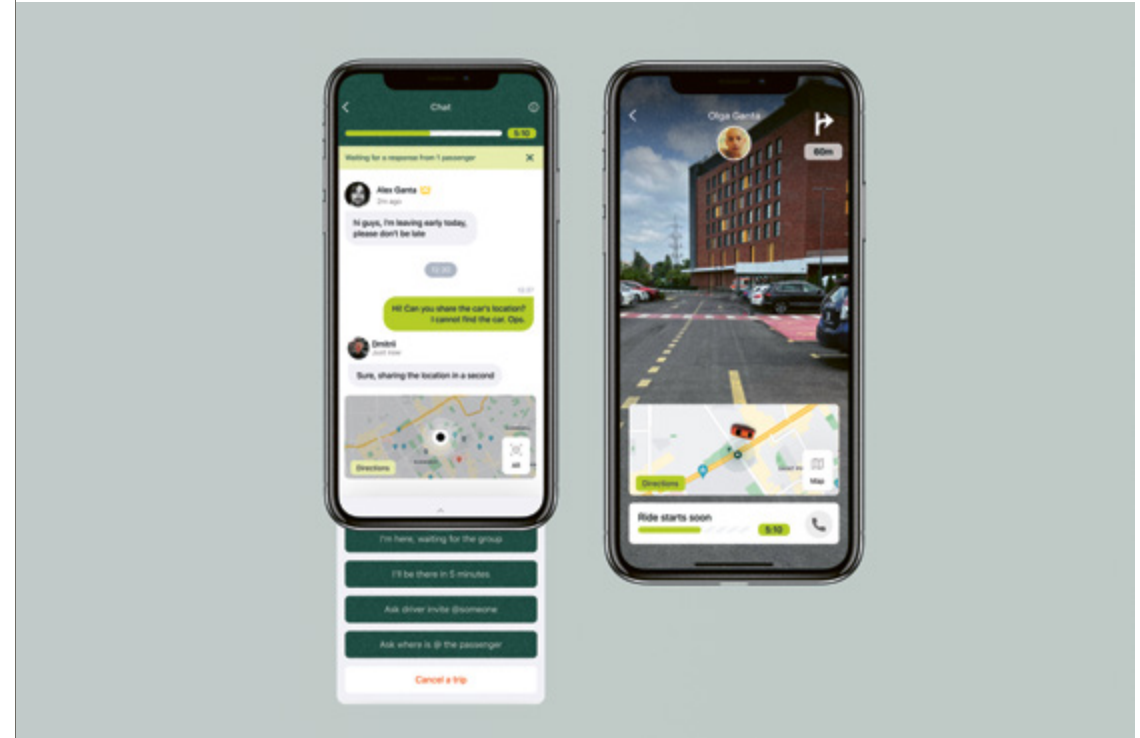 Chat
5:10
Waiting for a response from 1 passenger
Alex Ganta
2m ago
hi guys, I'm leaving early today,
please don't be late
12:30
12:37
Hi! Can you share the car's location?
I cannot find the car. Ops.
Dmitrii
Just now
Sure, sharing the location in a second
Directions
AR
I'm here, waiting for the group
I'll be there in 5 minutes
Ask driver invite @someone
Ask where is @ the passenger
Cancel a trip
Olga Ganta
60m
Directions
Map
Ride starts soon
5:10